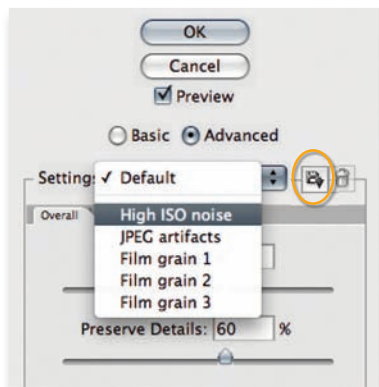 OK
Cancel
Preview
Basic Advanced
Setting: ✓ Default
Overall
High ISO noise
JPEG artifacts
Film grain 1
Film grain 2
Film grain 3
Preserve Details: 60 %